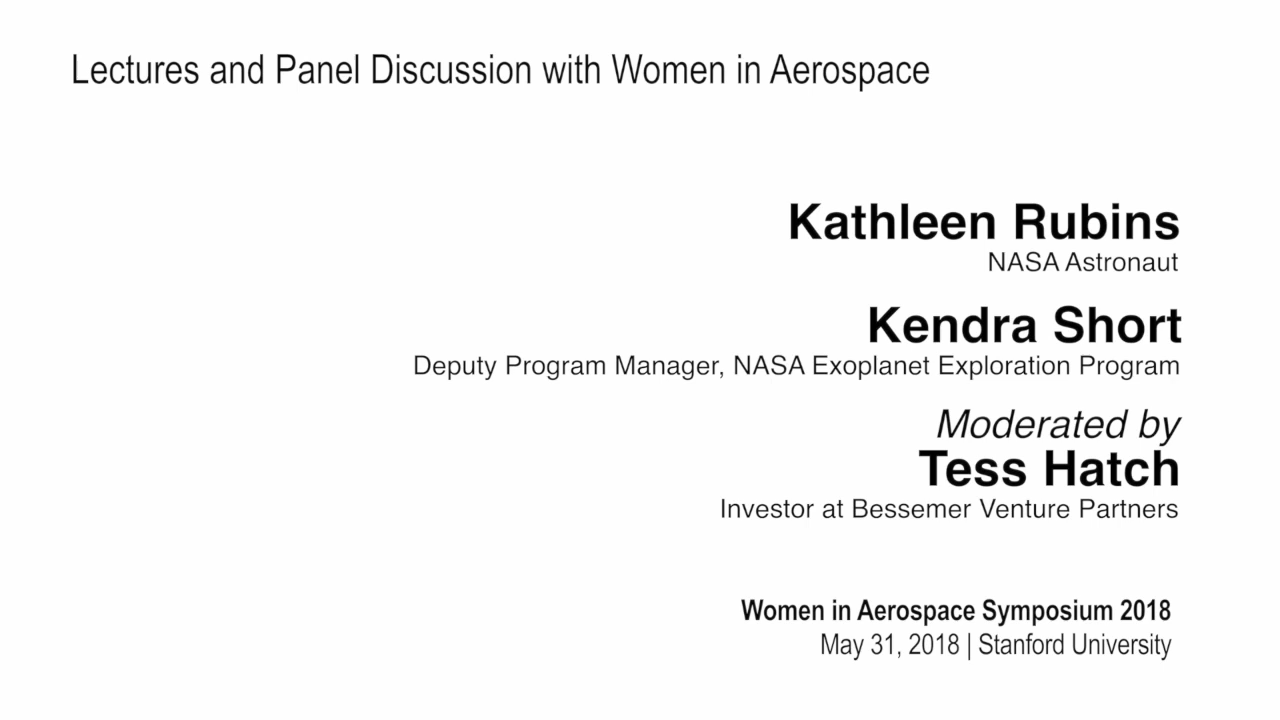 Lectures and Panel Discussion with Women in Aerospace
Kathleen Rubins
NASA Astronaut
Kendra Short
Deputy Program Manager, NASA Exoplanet Exploration Program
Moderated by
Tess Hatch
Investor at Bessemer Venture Partners
Women in Aerospace Symposium 2018
May 31, 2018 | Stanford University